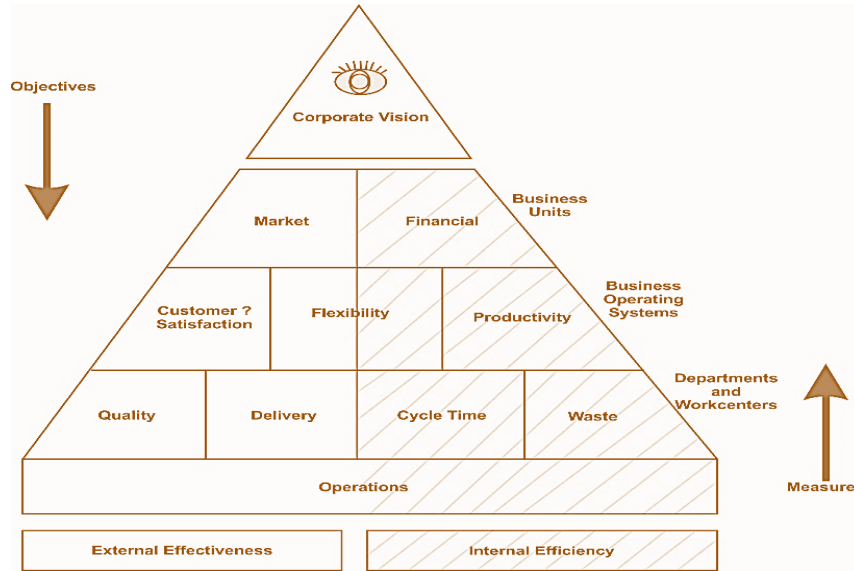 Objectives
Corporate Vision
Market
Financial
Business
Units
Customer ?
Satisfaction
Flexibility
Productivity
Business
Operating
Systems
Quality
Delivery
Cycle Time
Waste
Departments
and
Workcenters
Operations
Measure
External Effectiveness
Internal Efficiency